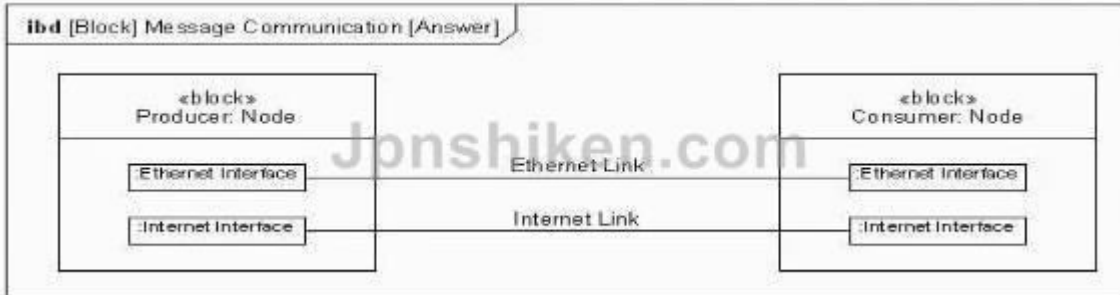 ibd [Block] Message Communication [Answer]
«block»
Producer: Node
:Ethernet Interface
:Internet Interface
Ethernet Link
Internet Link
«block»
Consumer: Node
:Ethernet Interface
:Internet Interface
Jpnshiken.com